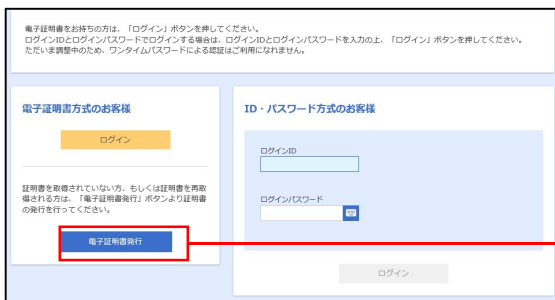 電子証明書をお持ちの方は、「ログイン」ボタンを押してください。
ログインIDとログインパスワードでログインする場合は、ログインIDとログインパスワードを入力の上、「ログイン」ボタンを押してください。
ただいま調整中のため、ワンタイムパスワードによる認証はご利用になれません。
電子証明書方式のお客様
ログイン
証明書を取得されていない方、もしくは証明書を再取
得される方は、「電子証明書発行」ボタンより証明書
の発行を行ってください。
電子証明書発行
ID・パスワード方式のお客様
ログインID
ログインパスワード
ログイン